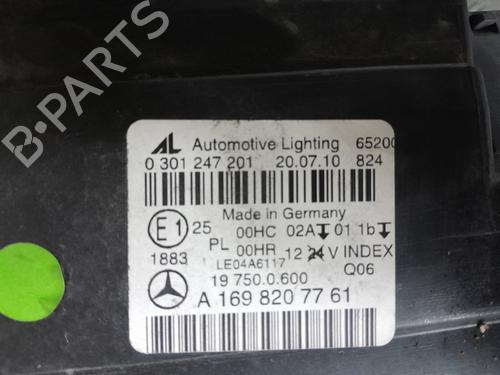 AL Automotive Lighting 6520
0 301 247 201 20.07.10 824
Made in Germany
E1 25 00HC 02A 01 1b
PL 00HR 12 24 V INDEX
1883 LE04A6117 Q06
19 750.0.600
A 169 820 77 61
B-PARTS